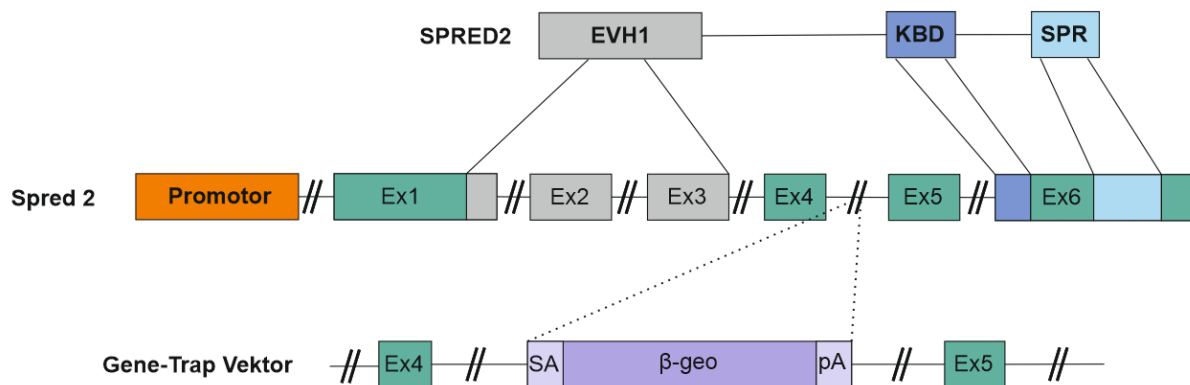 SPRED2 EVH1 KBD SPR
Spred 2 Promotor Ex1 Ex2 Ex3 Ex4 Ex5 Ex6
Gene-Trap Vektor Ex4 SA β-geo pA Ex5